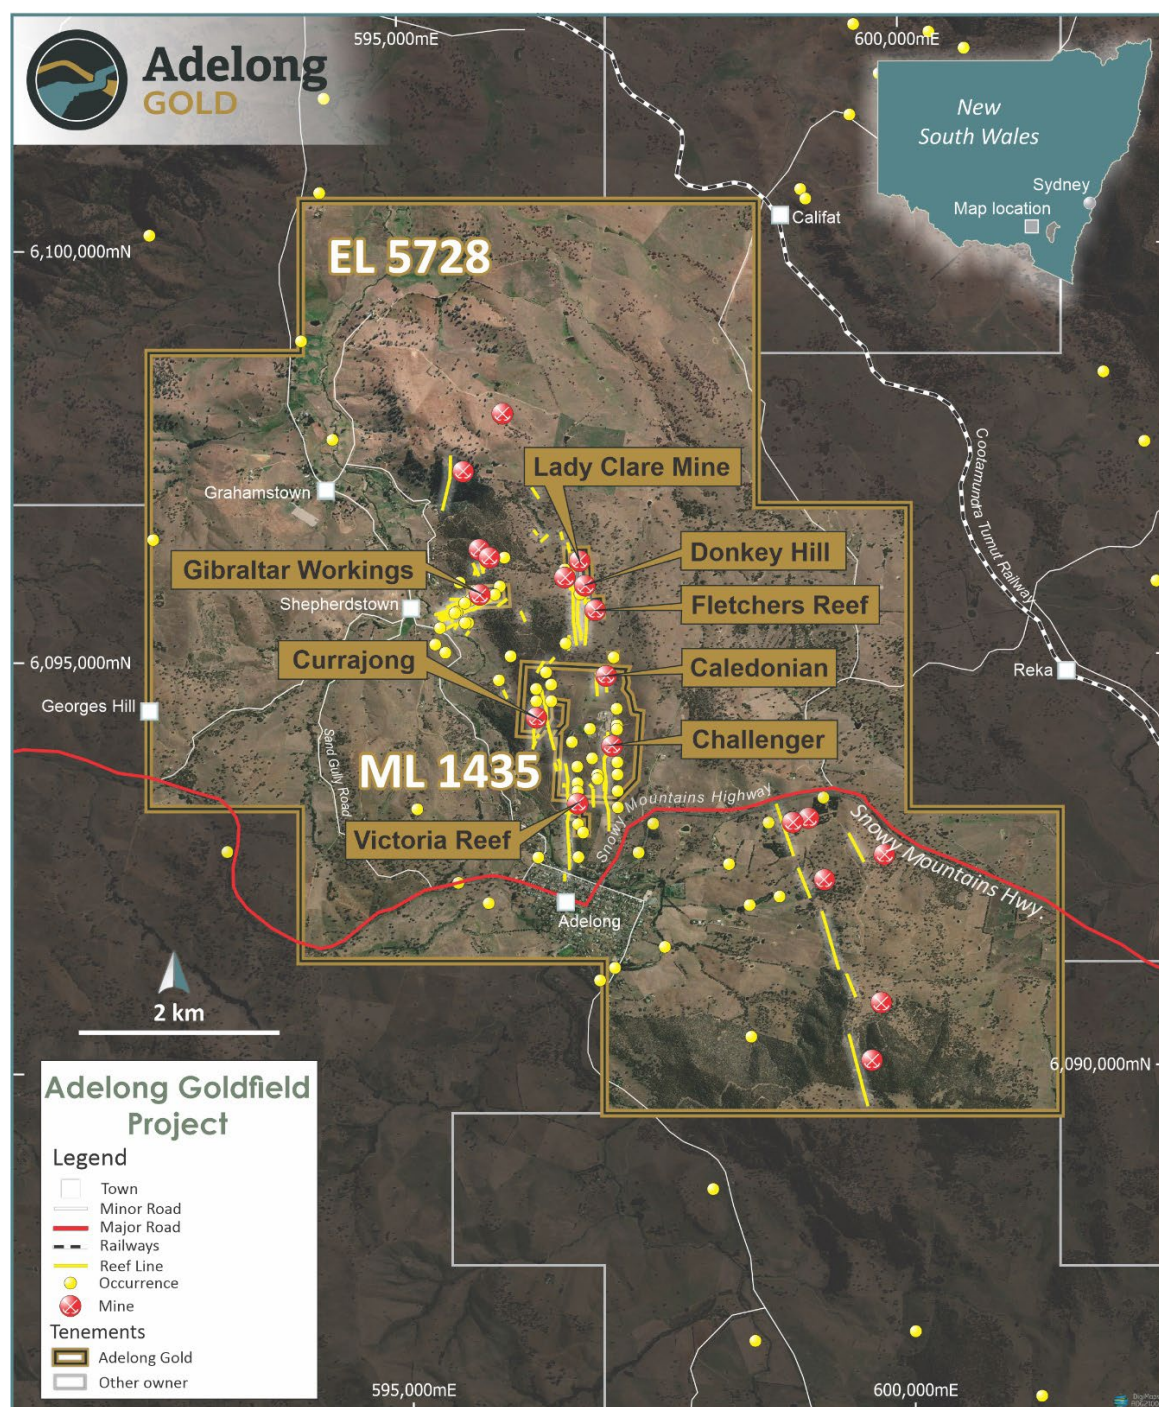 Adelong
GOLD
595,000mE
600,000mE
New
South Wales
Sydney
Map location
Califat
6,100,000mN
EL 5728
Lady Clare Mine
Grahamstown
Cootamundra Tumut Railway
Donkey Hill
Gibraltar Workings
Shepherdstown
Fletchers Reef
6,095,000mN
Currajong
Caledonian
Reka
Georges Hill
Challenger
Sand Gully Road
ML 1435
Snowy Mountains Highway
Victoria Reef
Snowy Mountains Hwy.
Adelong
2 km
6,090,000mN
Adelong Goldfield
Project
Legend
Town
Minor Road
Major Road
Railways
Reef Line
Occurrence
Mine
Tenements
Adelong Gold
Other owner
595,000mE
600,000mE